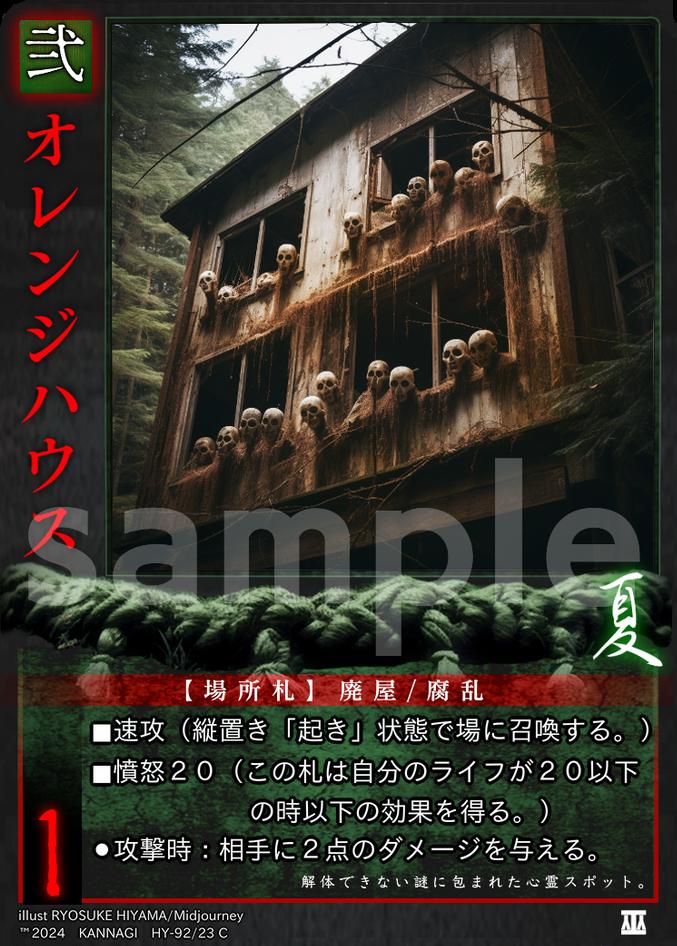 弐
オレンジハウス
sample
夏
【場所札】廃屋/腐乱
■速攻（縦置き「起き」状態で場に召喚する。）
■憤怒２０（この札は自分のライフが２０以下
の時以下の効果を得る。）
●攻撃時：相手に２点のダメージを与える。
解体できない謎に包まれた心霊スポット。
1
illust RYOSUKE HIYAMA/Midjourney
™2024 KANNAGI HY-92/23 C